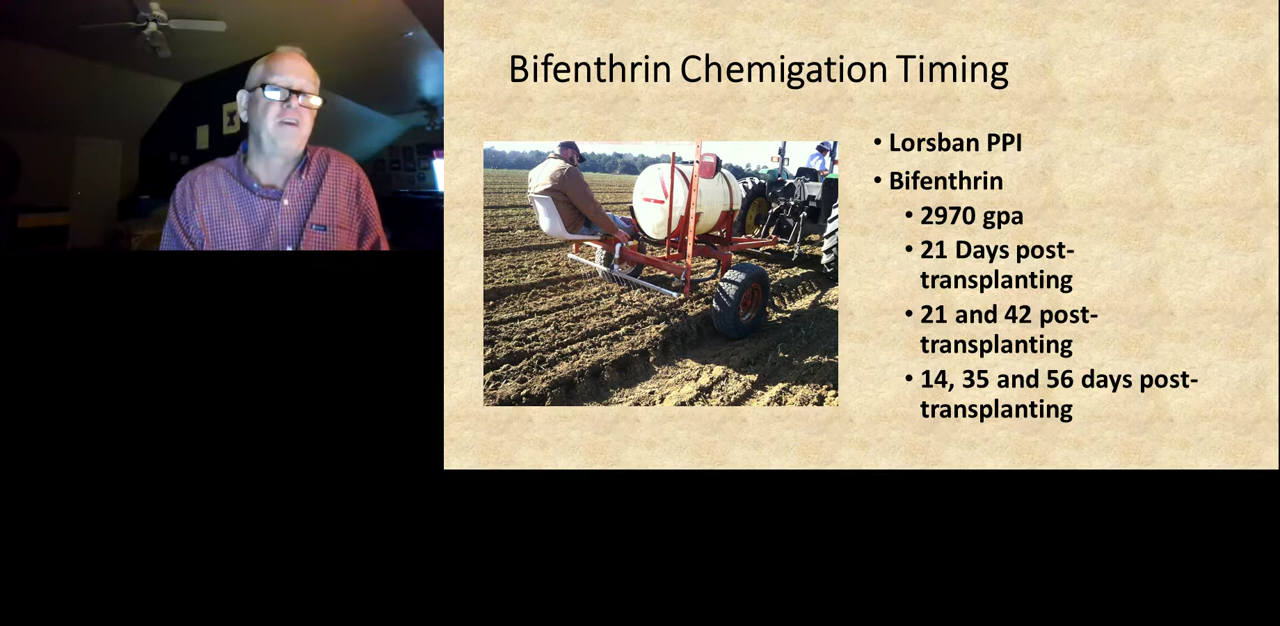 Bifenthrin Chemigation Timing
• Lorsban PPI
• Bifenthrin
• 2970 gpa
• 21 Days post-
transplanting
• 21 and 42 post-
transplanting
• 14, 35 and 56 days post-
transplanting